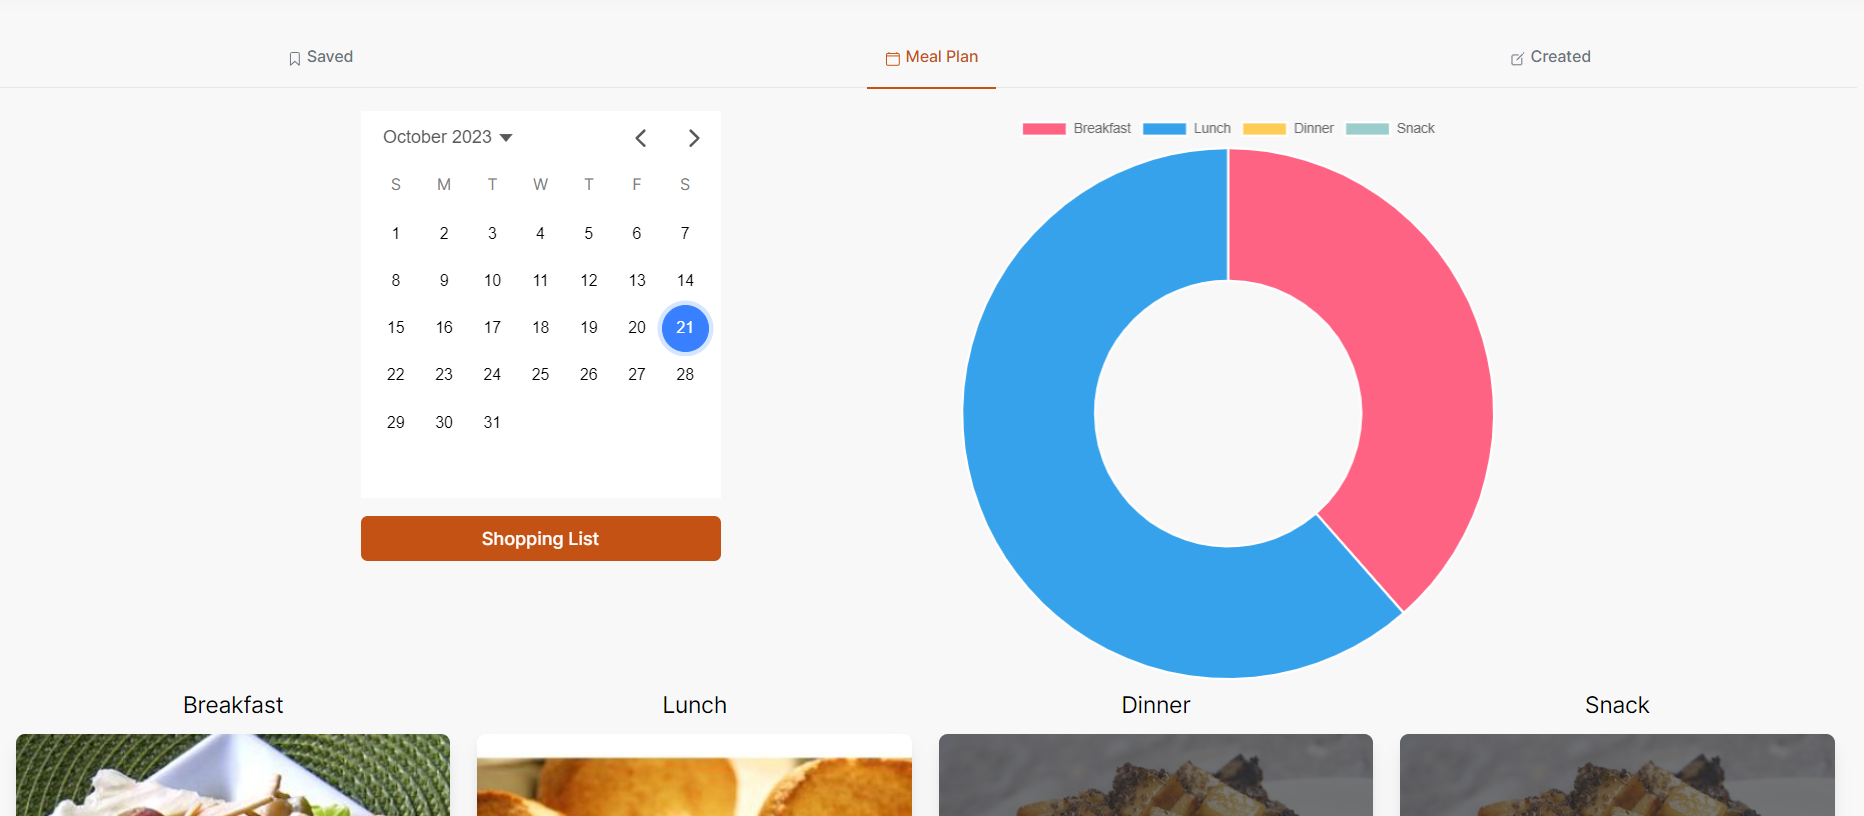 Saved
Meal Plan
Created
October 2023
S M T W T F S
1 2 3 4 5 6 7
8 9 10 11 12 13 14
15 16 17 18 19 20 21
22 23 24 25 26 27 28
29 30 31
Shopping List
Breakfast Lunch Dinner Snack
Breakfast
Lunch
Dinner
Snack